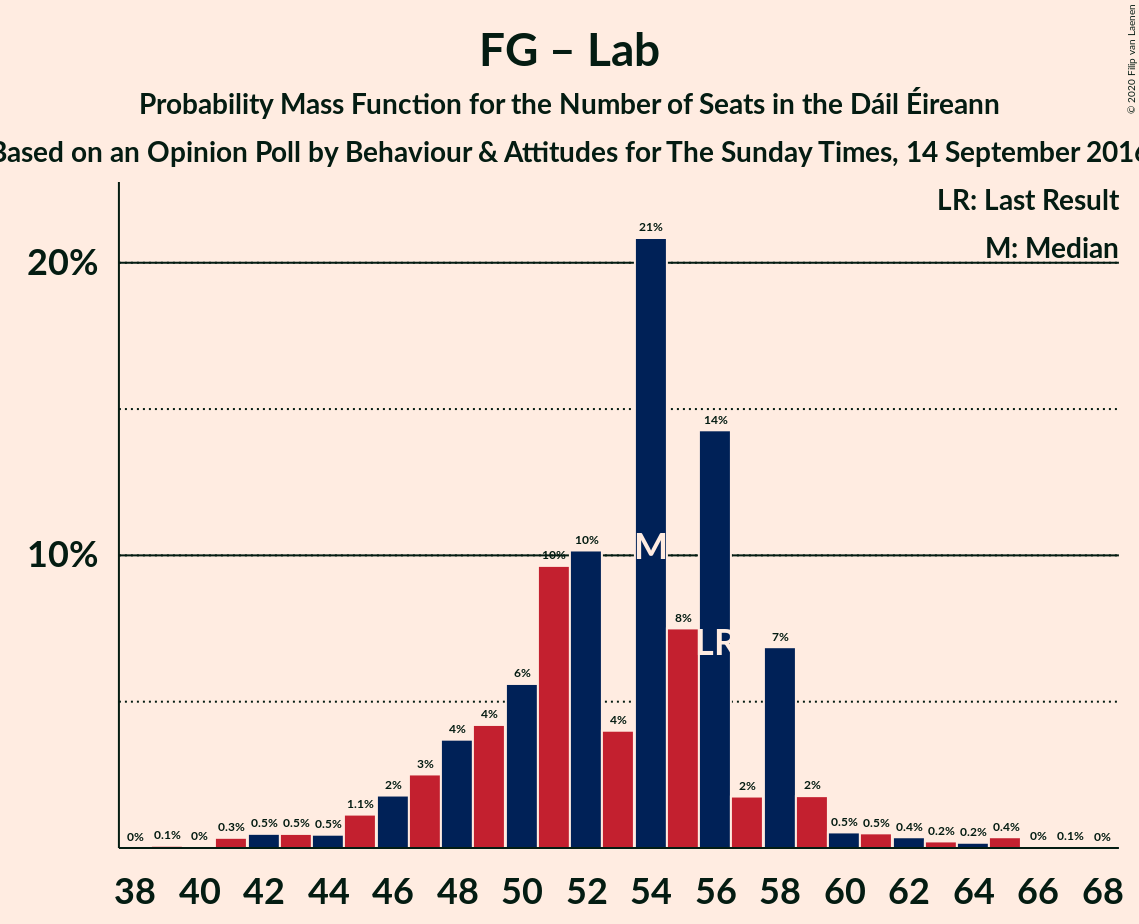 © 2020 Filip van Laenen
FG – Lab
Probability Mass Function for the Number of Seats in the Dáil Éireann
Based on an Opinion Poll by Behaviour & Attitudes for The Sunday Times, 14 September 2016
LR: Last Result
M: Median
20%
10%
0% 0.1% 0% 0.3% 0.5% 0.5% 0.5% 1.1% 2% 3% 4% 4% 6% 10% 10% 4% 21% 8% 14% 2% 7% 2% 0.5% 0.5% 0.4% 0.2% 0.2% 0.4% 0% 0.1% 0%
M
LR
38 40 42 44 46 48 50 52 54 56 58 60 62 64 66 68